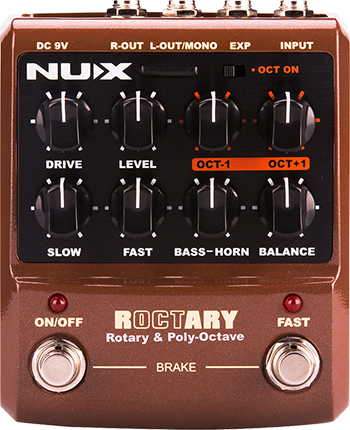 DC 9V R-OUT L-OUT/MONO EXP INPUT
NUX • OCT ON
DRIVE LEVEL OCT-1 OCT+1
SLOW FAST BASS-HORN BALANCE
ON/OFF ROCTARY FAST
Rotary & Poly-Octave
BRAKE